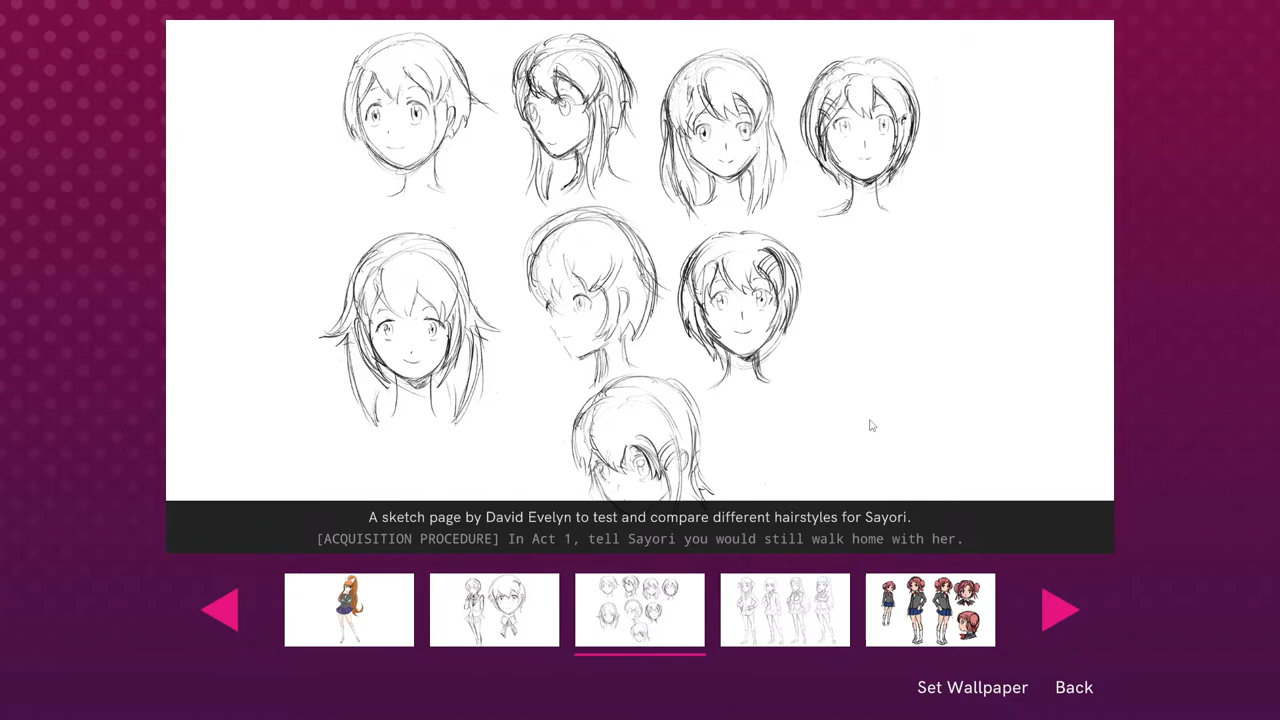 A sketch page by David Evelyn to test and compare different hairstyles for Sayori.
[ACQUISITION PROCEDURE] In Act 1, tell Sayori you would still walk home with her.
Set Wallpaper
Back